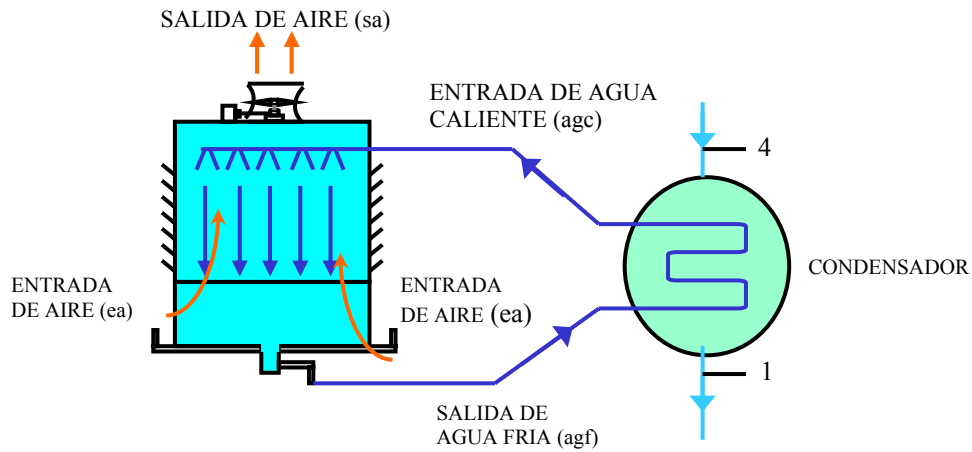 SALIDA DE AIRE (sa)
ENTRADA DE AGUA
CALIENTE (agc)
4
CONDENSADOR
ENTRADA
DE AIRE (ea)
ENTRADA
DE AIRE (ea)
1
SALIDA DE
AGUA FRIA (agf)